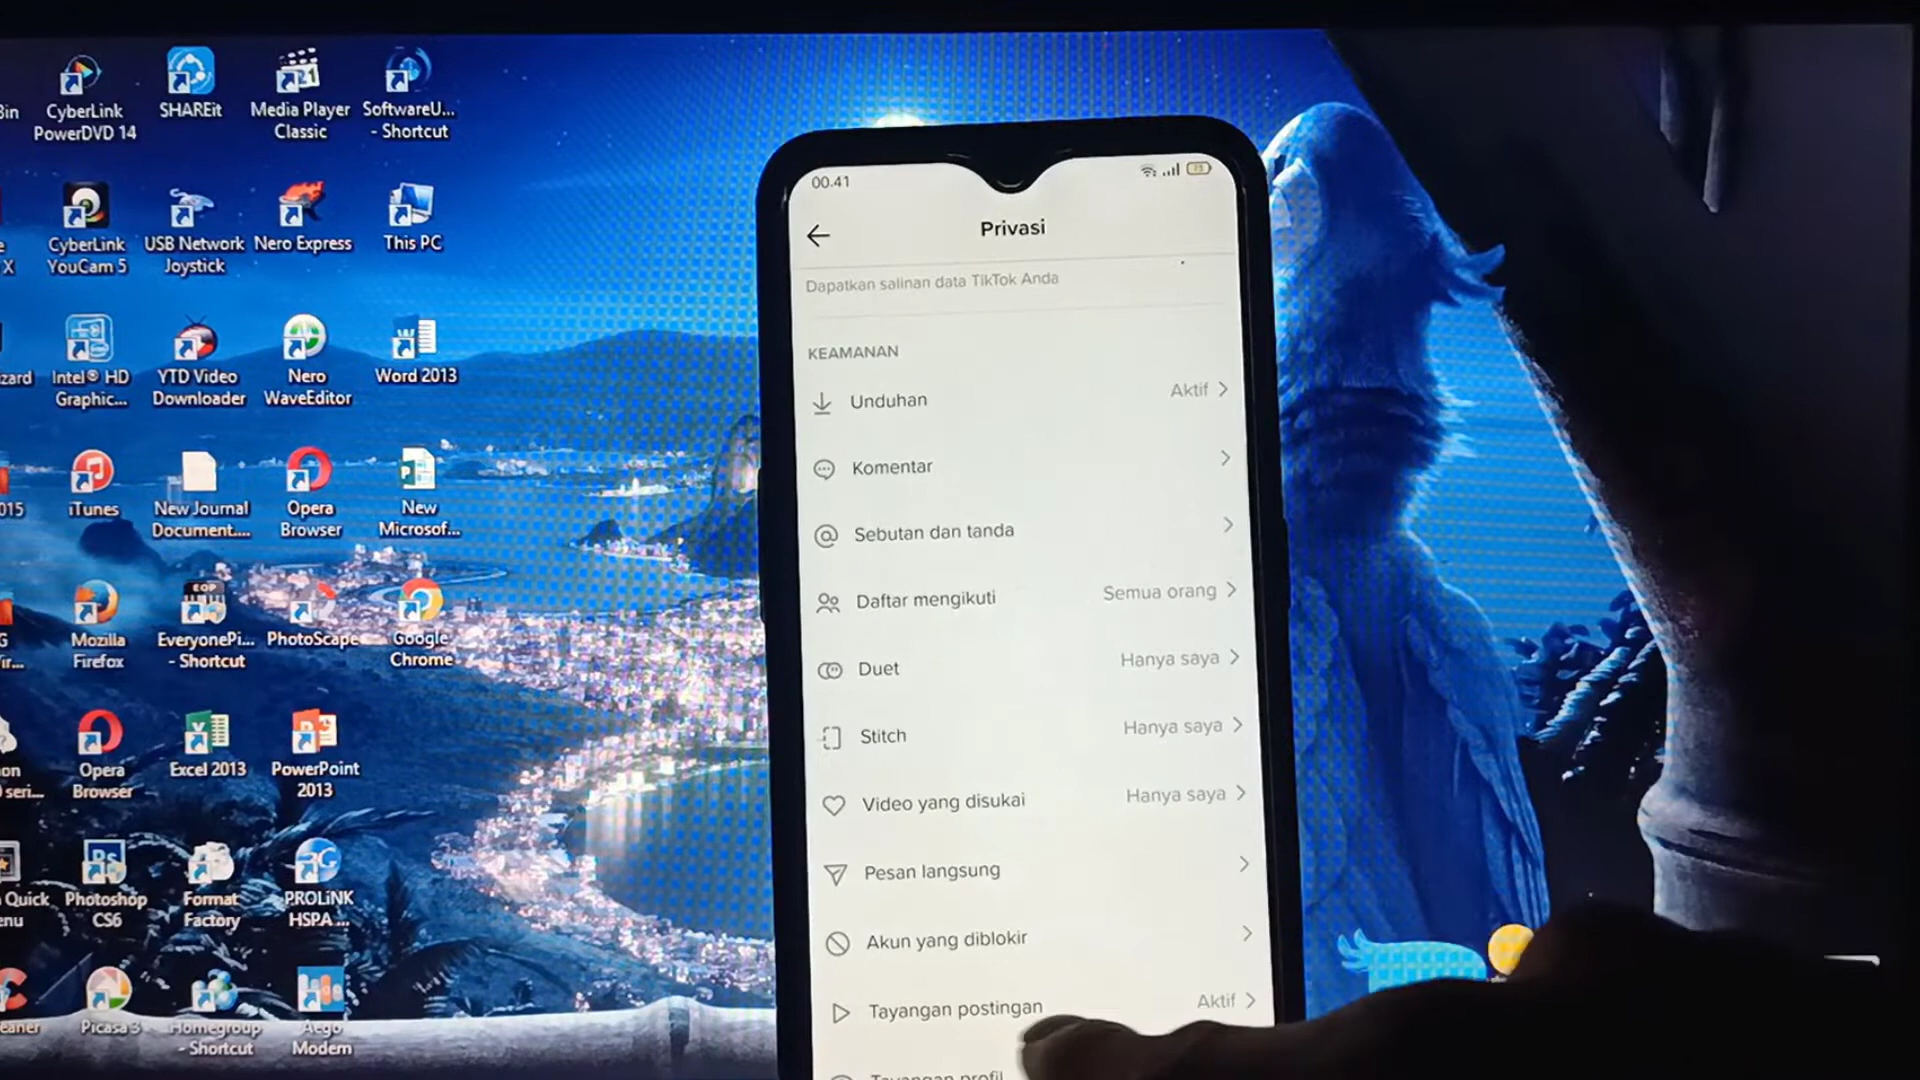 CyberLink
PowerDVD 14
SHAREit
Media Player
Classic
SoftwareU...
- Shortcut
CyberLink
YouCam 5
USB Network
Joystick
Nero Express
This PC
X
Intel® HD
Graphic...
YTD Video
Downloader
Nero
WaveEditor
Word 2013
iTunes
New Journal
Document....
Opera
Browser
New
Microsof...
Mozilla
Firefox
EveryonePi...
- Shortcut
PhotoScape
Google
Chrome
Opera
Browser
Excel 2013
PowerPoint
2013
Quick
Photoshop
CS6
Format
Factory
PROLiNK
HSPA ...
Picasa 3
Homegroup
- Shortcut
Aego
Modem
00.41
Privasi
Dapatkan salinan data TikTok Anda
KEAMANAN
Unduhan Aktif
Komentar
Sebutan dan tanda
Daftar mengikuti Semua orang
Duet Hanya saya
Stitch Hanya saya
Video yang disukai Hanya saya
Pesan langsung
Akun yang diblokir
Tayangan postingan Aktif
Tayangan profil